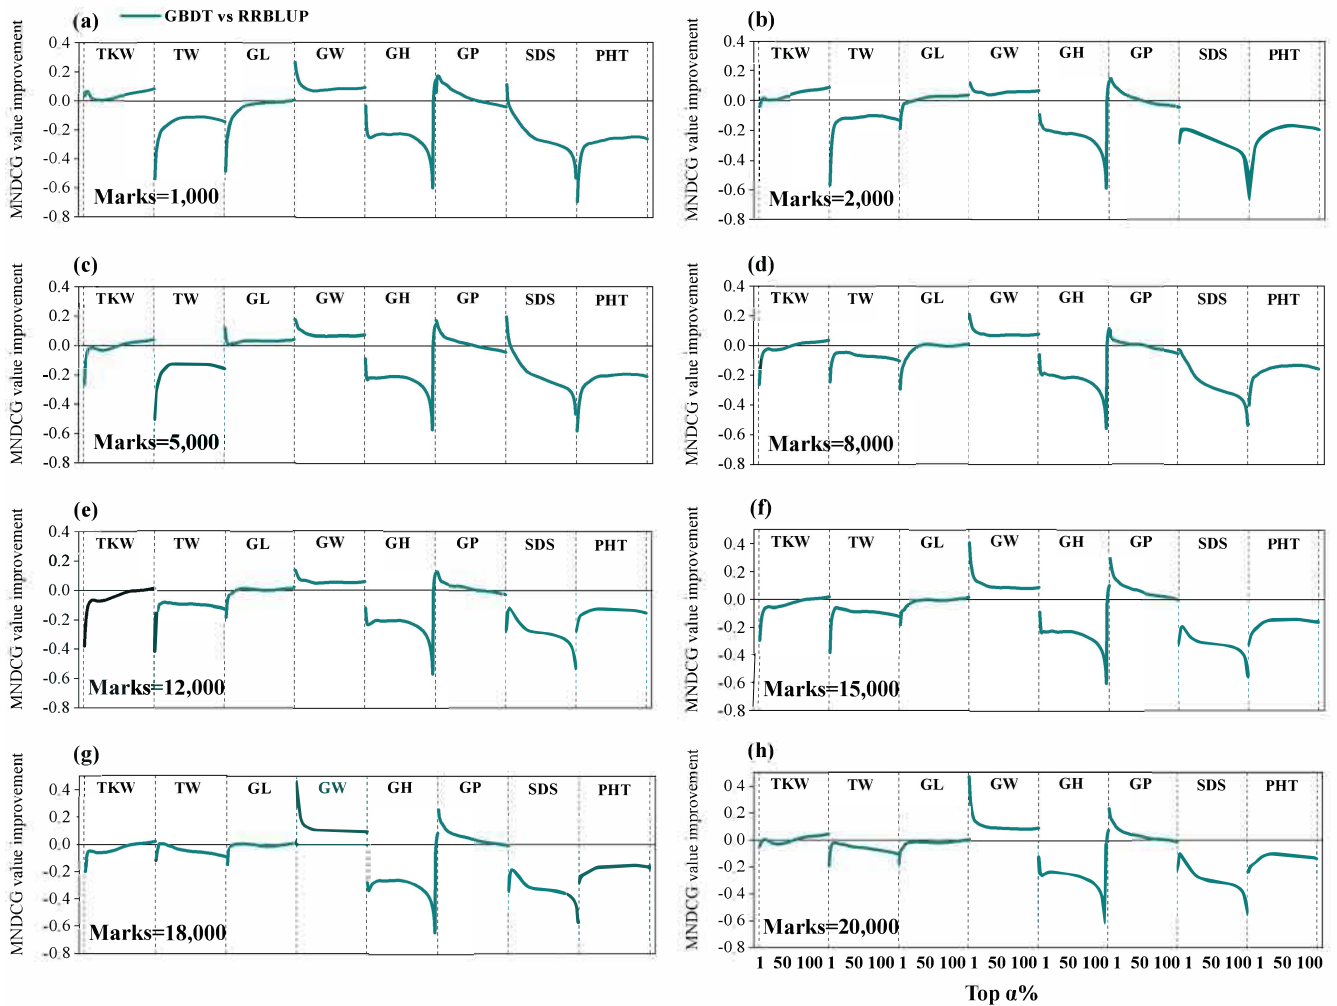 (a) GBDT vs RRBLUP
MNDCG value improvement
0.4
0.2
0.0
-0.2
-0.4
-0.6
-0.8
TKW TW GL GW GH GP SDS PHT
Marks=1,000
(b)
MNDCG value improvement
0.4
0.2
0.0
-0.2
-0.4
-0.6
-0.8
TKW TW GL GW GH GP SDS PHT
Marks=2,000
(c)
MNDCG value improvement
0.4
0.2
0.0
-0.2
-0.4
-0.6
-0.8
TKW TW GL GW GH GP SDS PHT
Marks=5,000
(d)
MNDCG value improvement
0.4
0.2
0.0
-0.2
-0.4
-0.6
-0.8
TKW TW GL GW GH GP SDS PHT
Marks=8,000
(e)
MNDCG value improvement
0.4
0.2
0.0
-0.2
-0.4
-0.6
-0.8
TKW TW GL GW GH GP SDS PHT
Marks=12,000
(f)
MNDCG value improvement
0.4
0.2
0.0
-0.2
-0.4
-0.6
-0.8
TKW TW GL GW GH GP SDS PHT
Marks=15,000
(g)
MNDCG value improvement
0.4
0.2
0.0
-0.2
-0.4
-0.6
-0.8
TKW TW GL GW GH GP SDS PHT
Marks=18,000
(h)
MNDCG value improvement
0.4
0.2
0.0
-0.2
-0.4
-0.6
-0.8
TKW TW GL GW GH GP SDS PHT
Marks=20,000
1 50 100 1 50 100 1 50 100 1 50 100 1 50 100 1 50 100 1 50 100 1 50 100
Top α%